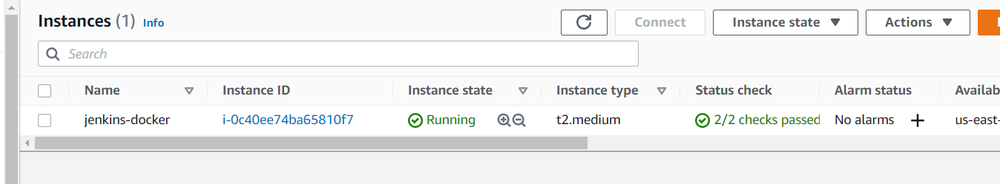 Instances (1) Info
Connect Instance state Actions
Search
Name Instance ID Instance state Instance type Status check Alarm status
jenkins-docker i-0c40ee74ba65810f7 Running t2.medium 2/2 checks passed No alarms us-east-